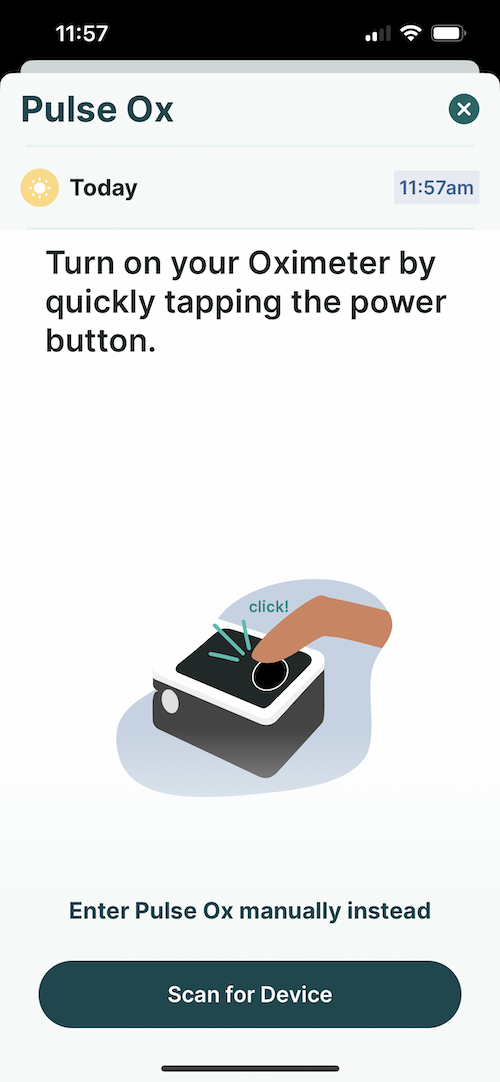 11:57
Pulse Ox
Today
11:57am
Turn on your Oximeter by
quickly tapping the power
button.
click!
Enter Pulse Ox manually instead
Scan for Device